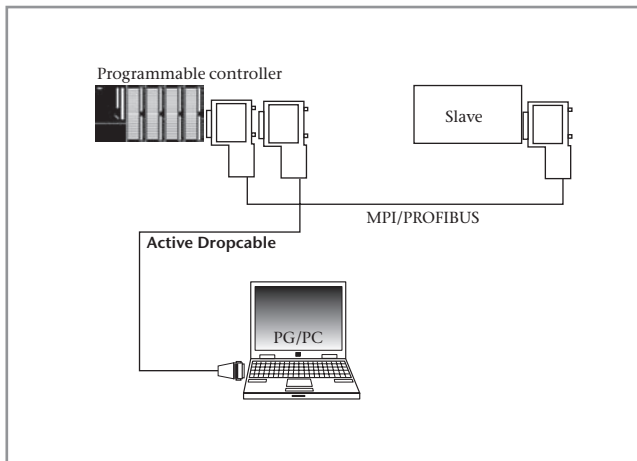 Programmable controller
Slave
MPI/PROFIBUS
Active Dropcable
PG/PC